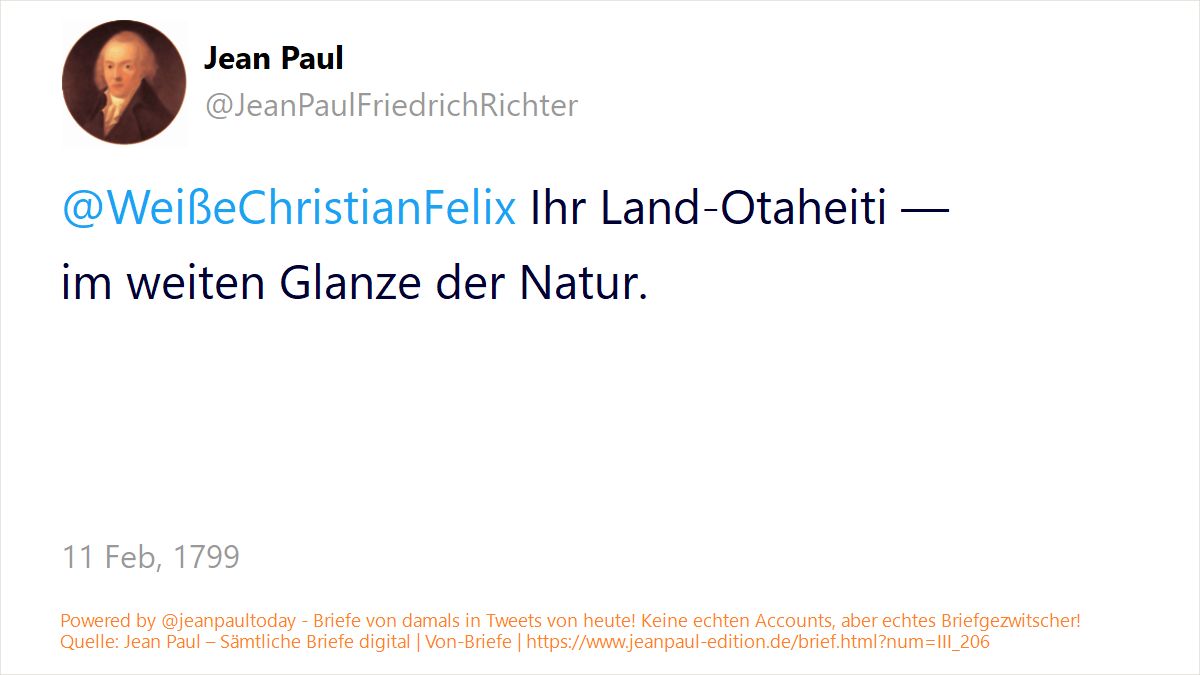 Jean Paul
@JeanPaulFriedrichRichter
@WeißeChristianFelix Ihr Land-Otaheiti —
im weiten Glanze der Natur.
11 Feb, 1799
Powered by @jeanpaultoday - Briefe von damals in Tweets von heute! Keine echten Accounts, aber echtes Briefgezwitscher!
Quelle: Jean Paul – Sämtliche Briefe digital | Von-Briefe | https://www.jeanpaul-edition.de/brief.html?num=III_206